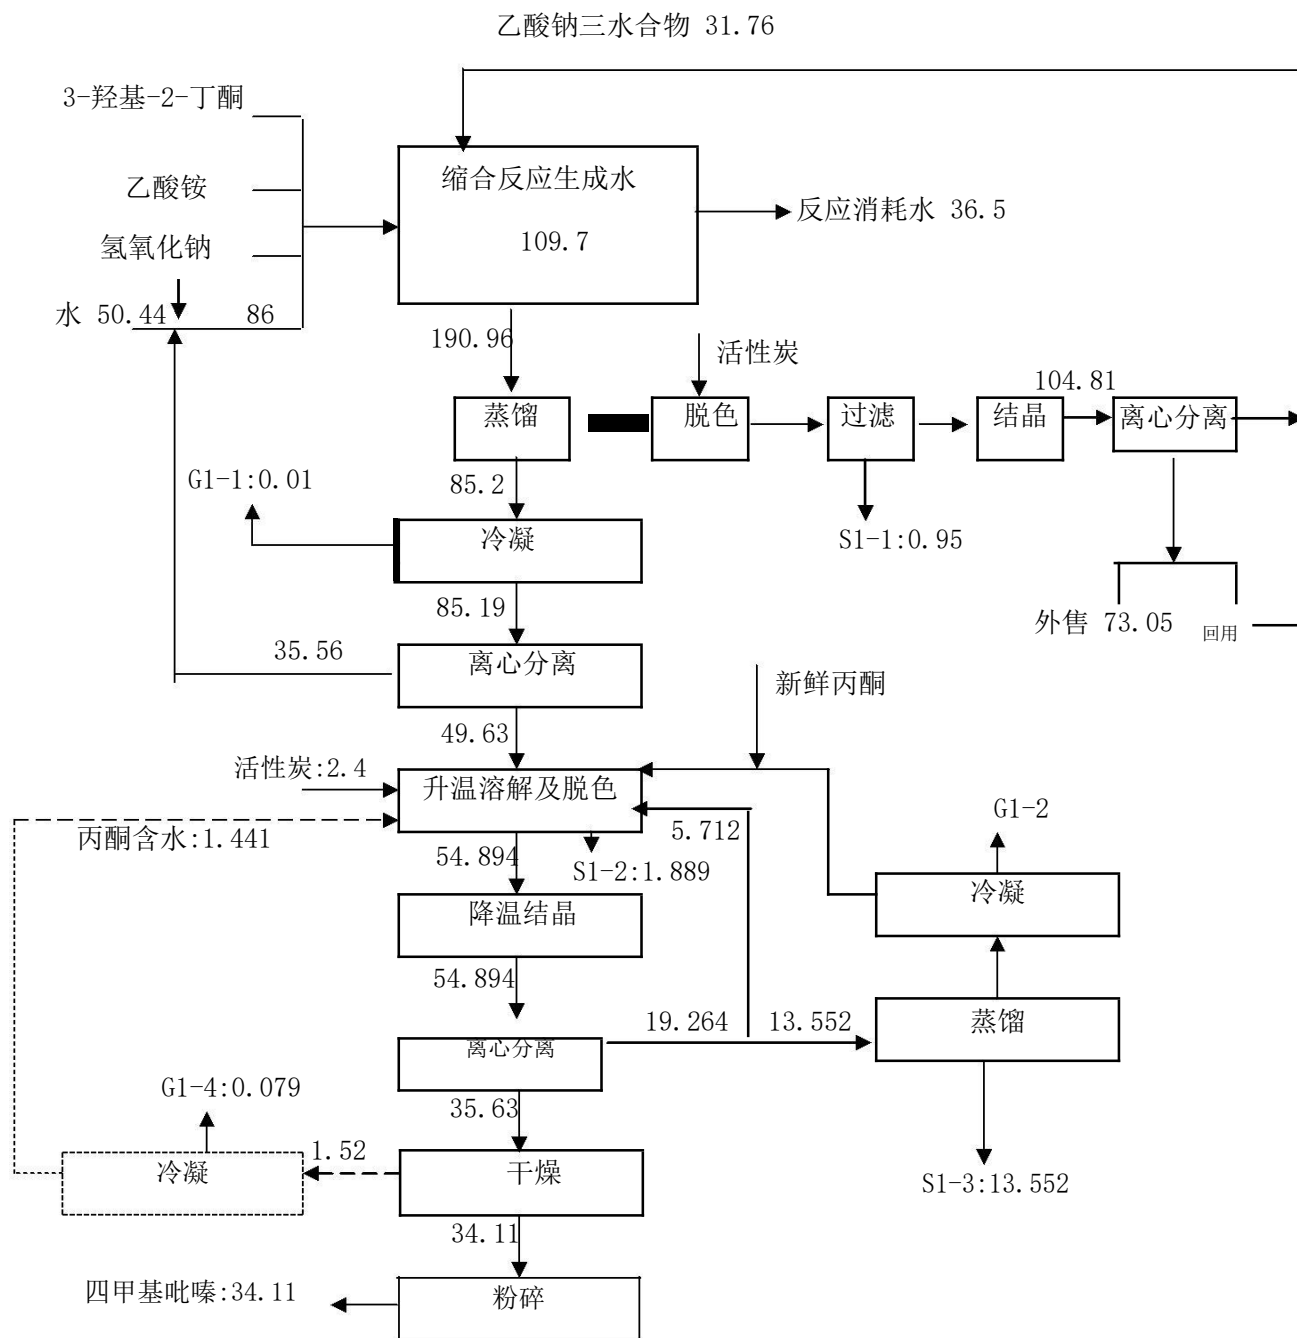 乙酸钠三水合物 31.76
3-羟基-2-丁酮
乙酸铵
氢氧化钠
水 50.44
86
缩合反应生成水
109.7
反应消耗水 36.5
190.96
活性炭
104.81
蒸馏
脱色
过滤
结晶
离心分离
G1-1:0.01
85.2
S1-1:0.95
冷凝
85.19
外售 73.05
回用
35.56
离心分离
新鲜丙酮
49.63
活性炭:2.4
升温溶解及脱色
丙酮含水:1.441
5.712
G1-2
54.894
S1-2:1.889
冷凝
降温结晶
54.894
19.264
13.552
蒸馏
离心分离
G1-4:0.079
35.63
1.52
冷凝
干燥
S1-3:13.552
34.11
四甲基吡嗪:34.11
粉碎